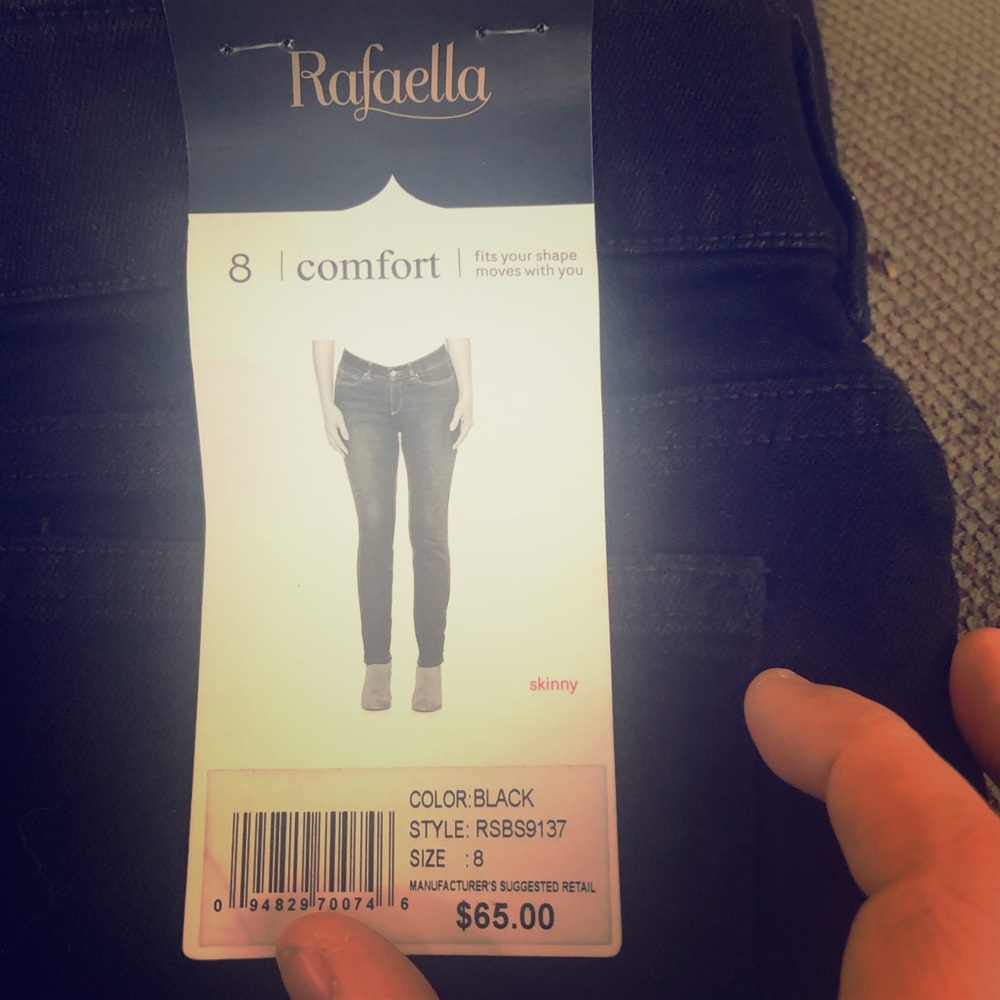 Rafaella
8 | comfort | fits your shape
moves with you
skinny
COLOR:BLACK
STYLE: RSBS9137
SIZE :8
MANUFACTURER'S SUGGESTED RETAIL
$65.00
0 94829 70074 6